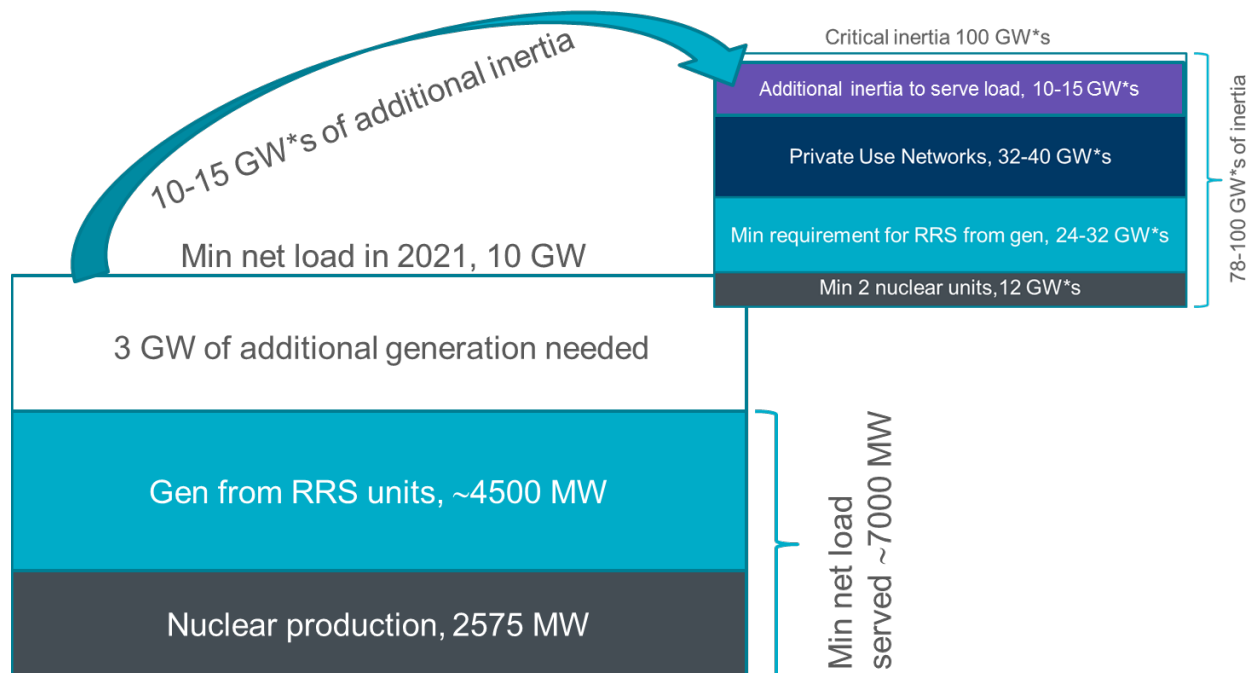 10-15 GW*s of additional inertia
Critical inertia 100 GW*s
Additional inertia to serve load, 10-15 GW*s
Private Use Networks, 32-40 GW*s
Min requirement for RRS from gen, 24-32 GW*s
Min 2 nuclear units,12 GW*s
78-100 GW*s of inertia
Min net load in 2021, 10 GW
3 GW of additional generation needed
Gen from RRS units, ~4500 MW
Nuclear production, 2575 MW
Min net load
served ~7000 MW